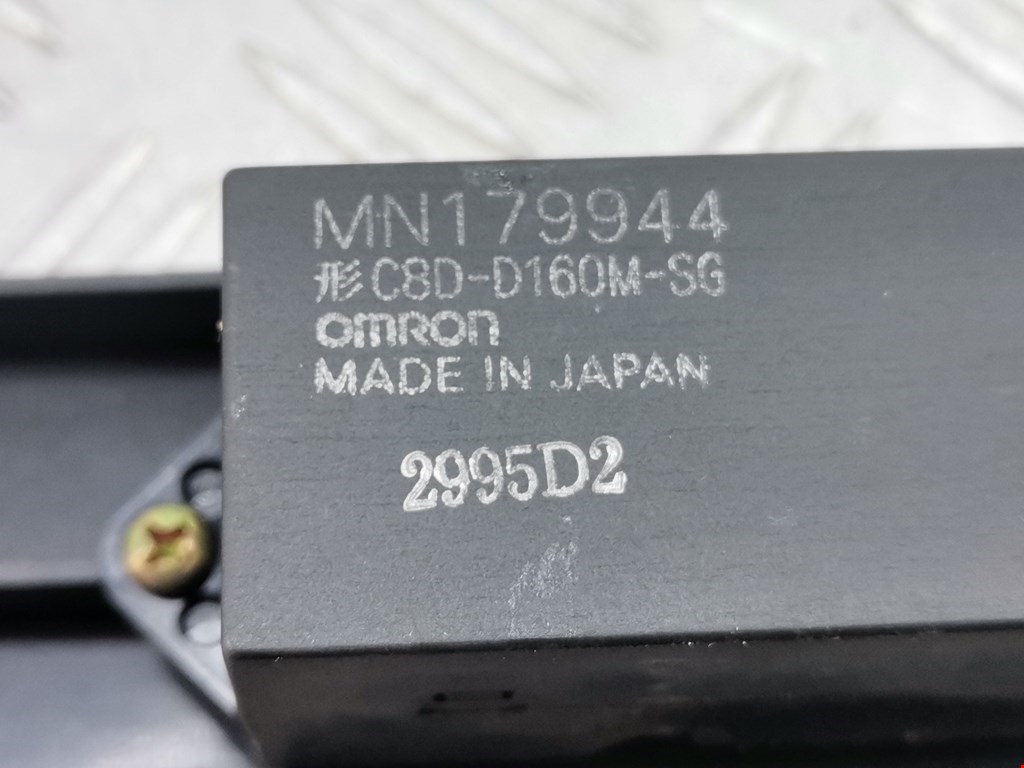 MN179944
形C8D-D160M-SG
omron
MADE IN JAPAN
2995D2